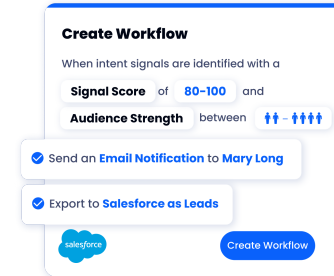 Create Workflow
When intent signals are identified with a
Signal Score of 80-100 and
Audience Strength between –
Send an Email Notification to Mary Long
Export to Salesforce as Leads
salesforce
Create Workflow